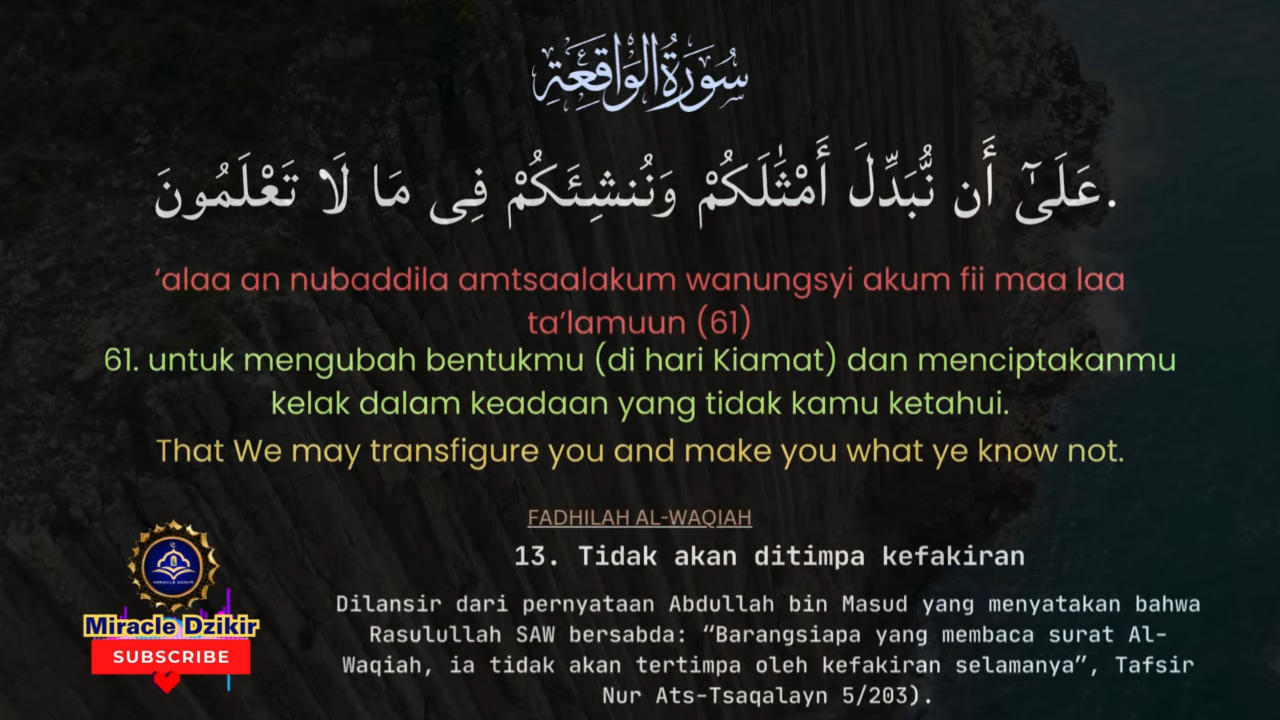 سُورَةُ الْوَاقِعَةِ
عَلَىٰٓ أَن نُّبَدِّلَ أَمْثَٰلَكُمْ وَنُنشِئَكُمْ فِى مَا لَا تَعْلَمُونَ.
‘alaa an nubaddila amtsaalakum wanungsyi akum fii maa laa
ta’lamuun (61)
61. untuk mengubah bentukmu (di hari Kiamat) dan menciptakanmu
kelak dalam keadaan yang tidak kamu ketahui.
That We may transfigure you and make you what ye know not.
FADHILAH AL-WAQIAH
13. Tidak akan ditimpa kefakiran
Dilansir dari pernyataan Abdullah bin Masud yang menyatakan bahwa
Rasulullah SAW bersabda: “Barangsiapa yang membaca surat Al-
Waqiah, ia tidak akan tertimpa oleh kefakiran selamanya”, Tafsir
Nur Ats-Tsaqalayn 5/203).
MIRACLE DZIKIR
Miracle Dzikir
SUBSCRIBE